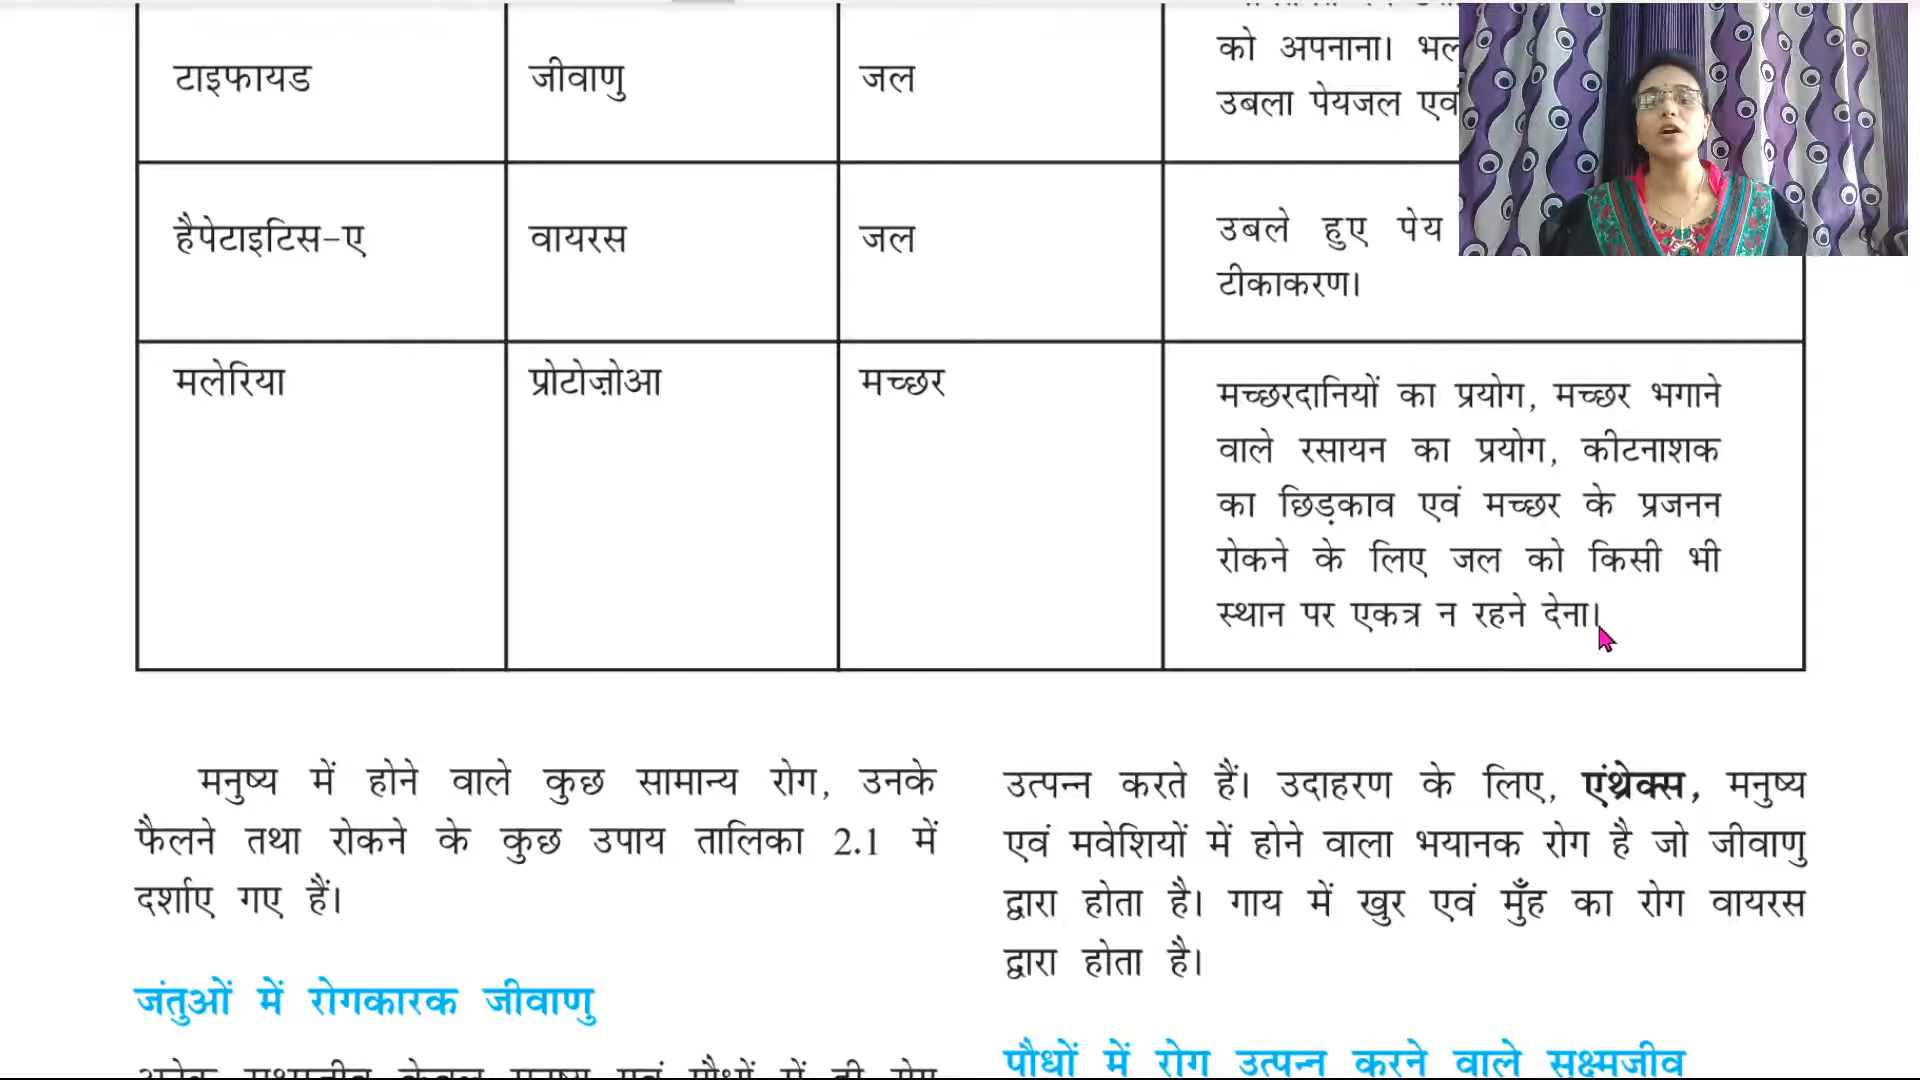 को अपनाना।
उबला पेयजल एवं
टाइफायड
जीवाणु
जल
हैपेटाइटिस-ए
वायरस
जल
उबले हुए पेय
टीकाकरण।
मलेरिया
प्रोटोज़ोआ
मच्छर
मच्छरदानियों का प्रयोग, मच्छर भगाने
वाले रसायन का प्रयोग, कीटनाशक
का छिड़काव एवं मच्छर के प्रजनन
रोकने के लिए जल को किसी भी
स्थान पर एकत्र न रहने देना।
मनुष्य में होने वाले कुछ सामान्य रोग, उनके
फैलने तथा रोकने के कुछ उपाय तालिका 2.1 में
दर्शाए गए हैं।
जंतुओं में रोगकारक जीवाणु
उत्पन्न करते हैं। उदाहरण के लिए, एंथ्रेक्स, मनुष्य
एवं मवेशियों में होने वाला भयानक रोग है जो जीवाणु
द्वारा होता है। गाय में खुर एवं मुँह का रोग वायरस
द्वारा होता है।
पौधों में रोग उत्पन्न करने वाले सूक्ष्मजीव